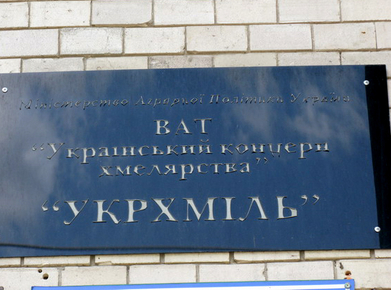 Міністерство Аграрної Політики України
ВАТ
“Український концерн
хмелярства”
“УКРХМІЛЬ”